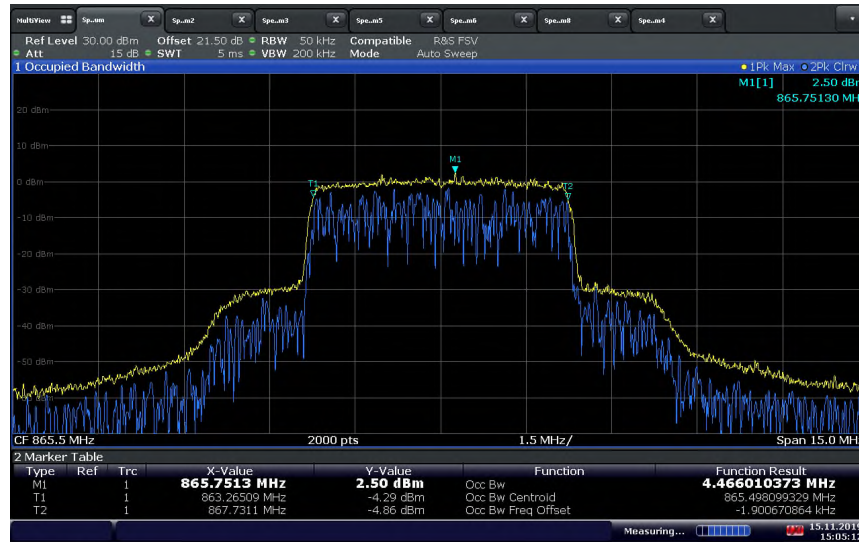 MultiView Sp..um X Sp..m2 X Spe..m3 X Spe..m5 X Spe..m6 X Spe..m8 X Spe..m4 X
Ref Level 30.00 dBm Offset 21.50 dB RBW 50 kHz Compatible R&S FSV
Att 15 dB SWT 5 ms VBW 200 kHz Mode Auto Sweep
1 Occupied Bandwidth 1Pk Max 2Pk Clrw
M1[1] 2.50 dBm
865.75130 MH
20 dBm
10 dBm
M1
0 dBm T1 T2
-10 dBm
-20 dBm
-30 dBm
-40 dBm
-50 dBm
CF 865.5 MHz 2000 pts 1.5 MHz/ Span 15.0 MH
2 Marker Table
Type Ref Trc X-Value Y-Value Function Function Result
M1 1 865.7513 MHz 2.50 dBm Occ Bw 4.466010373 MHz
T1 1 863.26509 MHz -4.29 dBm Occ Bw Centroid 865.498099329 MHz
T2 1 867.7311 MHz -4.86 dBm Occ Bw Freq Offset -1.900670864 kHz
Measuring... 15.11.2019
15:05:12